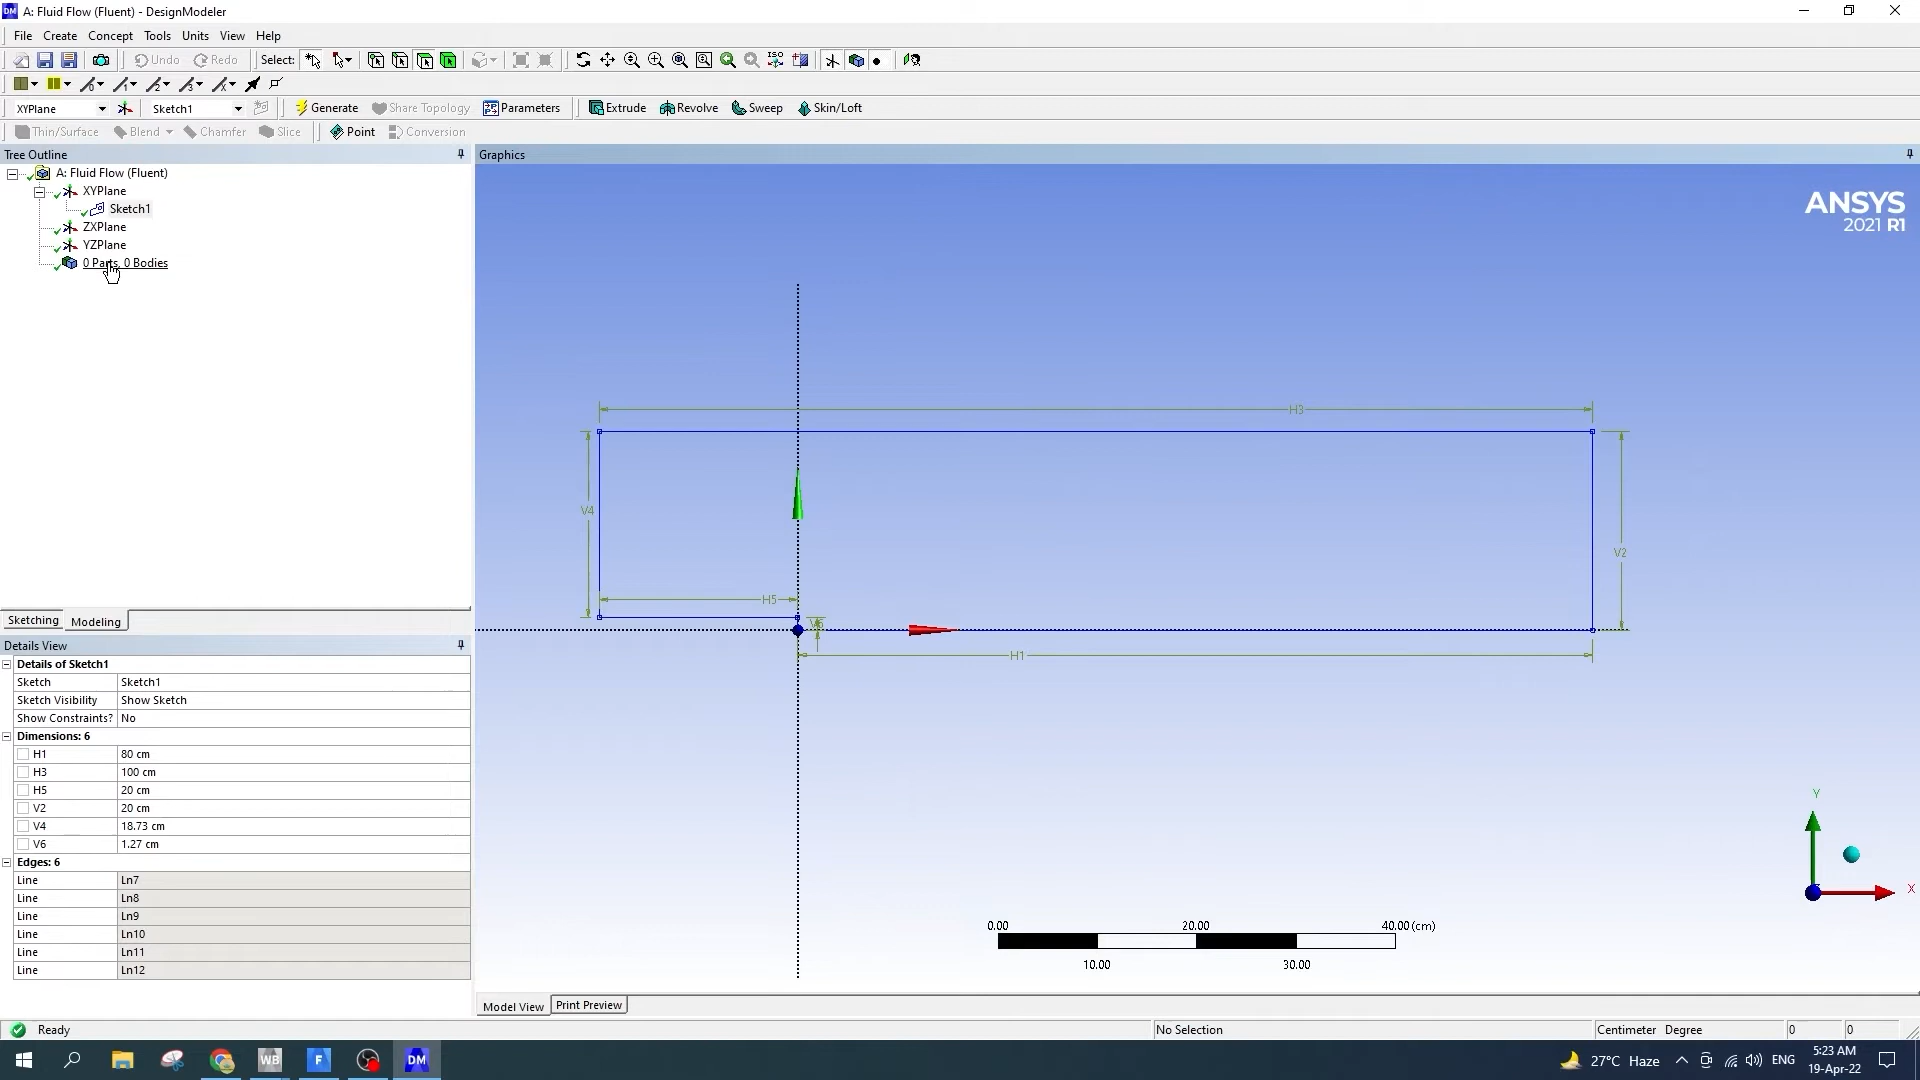 A: Fluid Flow (Fluent) - DesignModeler
File Create Concept Tools Units View Help
Undo Redo Select:
XYPlane Sketch1 Generate Share Topology Parameters Extrude Revolve Sweep Skin/Loft
Thin/Surface Blend Chamfer Slice Point Conversion
Tree Outline
A: Fluid Flow (Fluent)
XYPlane
Sketch1
ZXPlane
YZPlane
0 Parts, 0 Bodies
Sketching Modeling
Details View
Details of Sketch1
Sketch Sketch1
Sketch Visibility Show Sketch
Show Constraints? No
Dimensions: 6
H1 80 cm
H3 100 cm
H5 20 cm
V2 20 cm
V4 18.73 cm
V6 1.27 cm
Edges: 6
Line Ln7
Line Ln8
Line Ln9
Line Ln10
Line Ln11
Line Ln12
Graphics
ANSYS
2021 R1
H3
V4
V2
H5
V6
H1
Y
X
0.00 20.00 40.00 (cm)
10.00 30.00
Model View Print Preview
Ready No Selection Centimeter Degree 0 0
WB F DM 27°C Haze ENG 5:23 AM
19-Apr-22